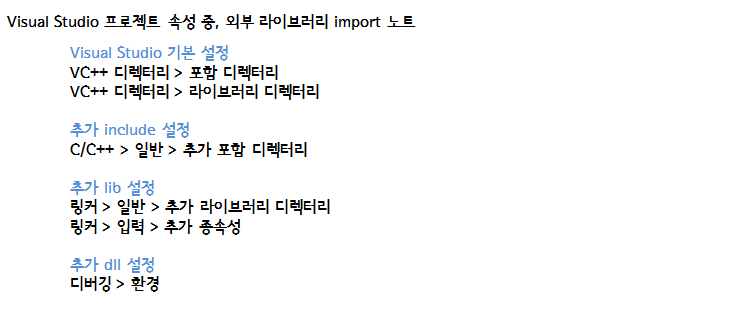 Visual Studio 프로젝트 속성 중, 외부 라이브러리 import 노트
Visual Studio 기본 설정
VC++ 디렉터리 > 포함 디렉터리
VC++ 디렉터리 > 라이브러리 디렉터리
추가 include 설정
C/C++ > 일반 > 추가 포함 디렉터리
추가 lib 설정
링커 > 일반 > 추가 라이브러리 디렉터리
링커 > 입력 > 추가 종속성
추가 dll 설정
디버깅 > 환경